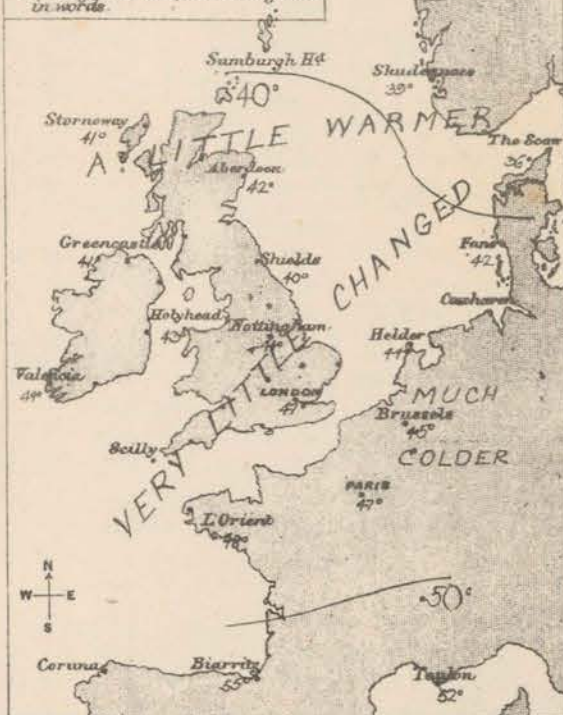 in words.
Sumburgh Hd.
40°
Skudesnaes
39°
Stornoway
41°
A LITTLE WARMER
The Scaw
36°
Aberdeen
42°
Greencastle
41°
Shields
40°
VERY LITTLE CHANGED
Fano
42°
Cuxhaven
Holyhead
43°
Nottingham
Helder
44°
Valencia
49°
LONDON
47°
MUCH
Brussels
45°
COLDER
Scilly
PARIS
47°
L'Orient
48°
N
W E
S
50°
Coruna
Biarritz
55°
Toulon
52°